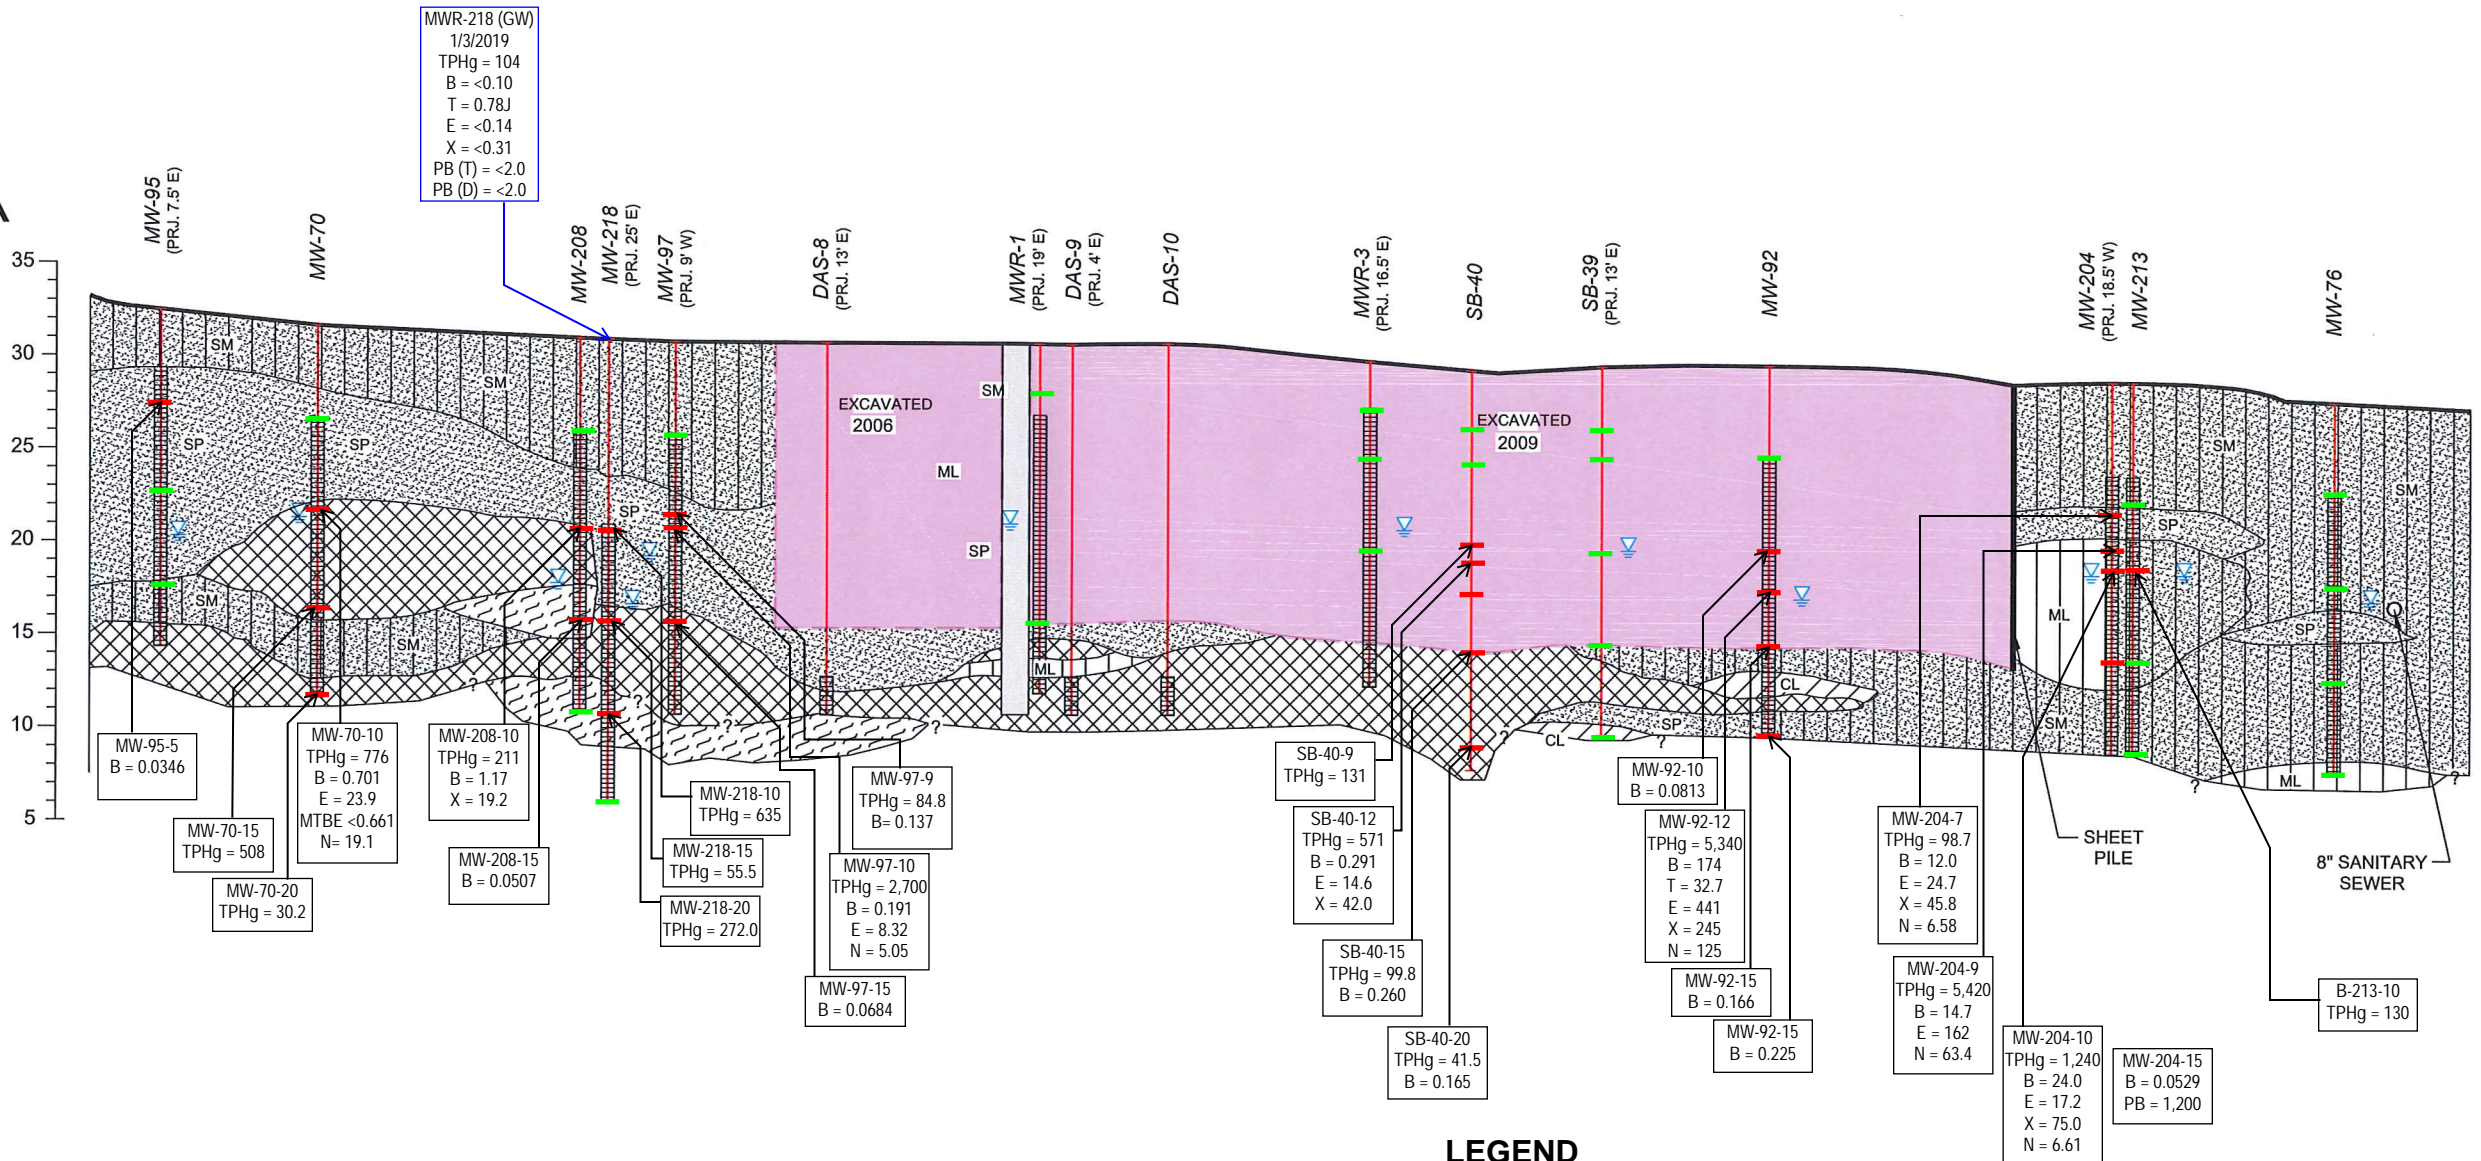 MWR-218 (GW)
1/3/2019
TPHg = 104
B = <0.10
T = 0.78J
E = <0.14
X = <0.31
PB (T) = <2.0
PB (D) = <2.0
A
MW-95
(PRJ. 7.5' E)
MW-70
MW-208
MW-218
(PRJ. 25' E)
MW-97
(PRJ. 9' W)
DAS-8
(PRJ. 13' E)
MWR-1
(PRJ. 19' E)
DAS-9
(PRJ. 4' E)
DAS-10
MWR-3
(PRJ. 16.5' E)
SB-40
SB-39
(PRJ. 13' E)
MW-92
MW-204
(PRJ. 18.5' W)
MW-213
MW-76
35
30
25
20
15
10
5
SM
SM
SM
SM
SM
EXCAVATED
2006
EXCAVATED
2009
SP
SP
ML
SP
SP
SP
SM
SM
ML
ML
SP
SM
CL
SP
CL
SM
ML
?
?
?
?
?
?
?
MW-95-5
B = 0.0346
MW-70-15
TPHg = 508
MW-70-20
TPHg = 30.2
MW-70-10
TPHg = 776
B = 0.701
E = 23.9
MTBE <0.661
N= 19.1
MW-208-10
TPHg = 211
B = 1.17
X = 19.2
MW-208-15
B = 0.0507
MW-218-10
TPHg = 635
MW-218-15
TPHg = 55.5
MW-218-20
TPHg = 272.0
MW-97-9
TPHg = 84.8
B= 0.137
MW-97-10
TPHg = 2,700
B = 0.191
E = 8.32
N = 5.05
MW-97-15
B = 0.0684
SB-40-9
TPHg = 131
SB-40-12
TPHg = 571
B = 0.291
E = 14.6
X = 42.0
SB-40-15
TPHg = 99.8
B = 0.260
SB-40-20
TPHg = 41.5
B = 0.165
MW-92-10
B = 0.0813
MW-92-12
TPHg = 5,340
B = 174
T = 32.7
E = 441
X = 245
N = 125
MW-92-15
B = 0.166
MW-92-15
B = 0.225
MW-204-7
TPHg = 98.7
B = 12.0
E = 24.7
X = 45.8
N = 6.58
MW-204-9
TPHg = 5,420
B = 14.7
E = 162
N = 63.4
MW-204-10
TPHg = 1,240
B = 24.0
E = 17.2
X = 75.0
N = 6.61
MW-204-15
B = 0.0529
PB = 1,200
B-213-10
TPHg = 130
SHEET
PILE
8" SANITARY
SEWER
LEGEND